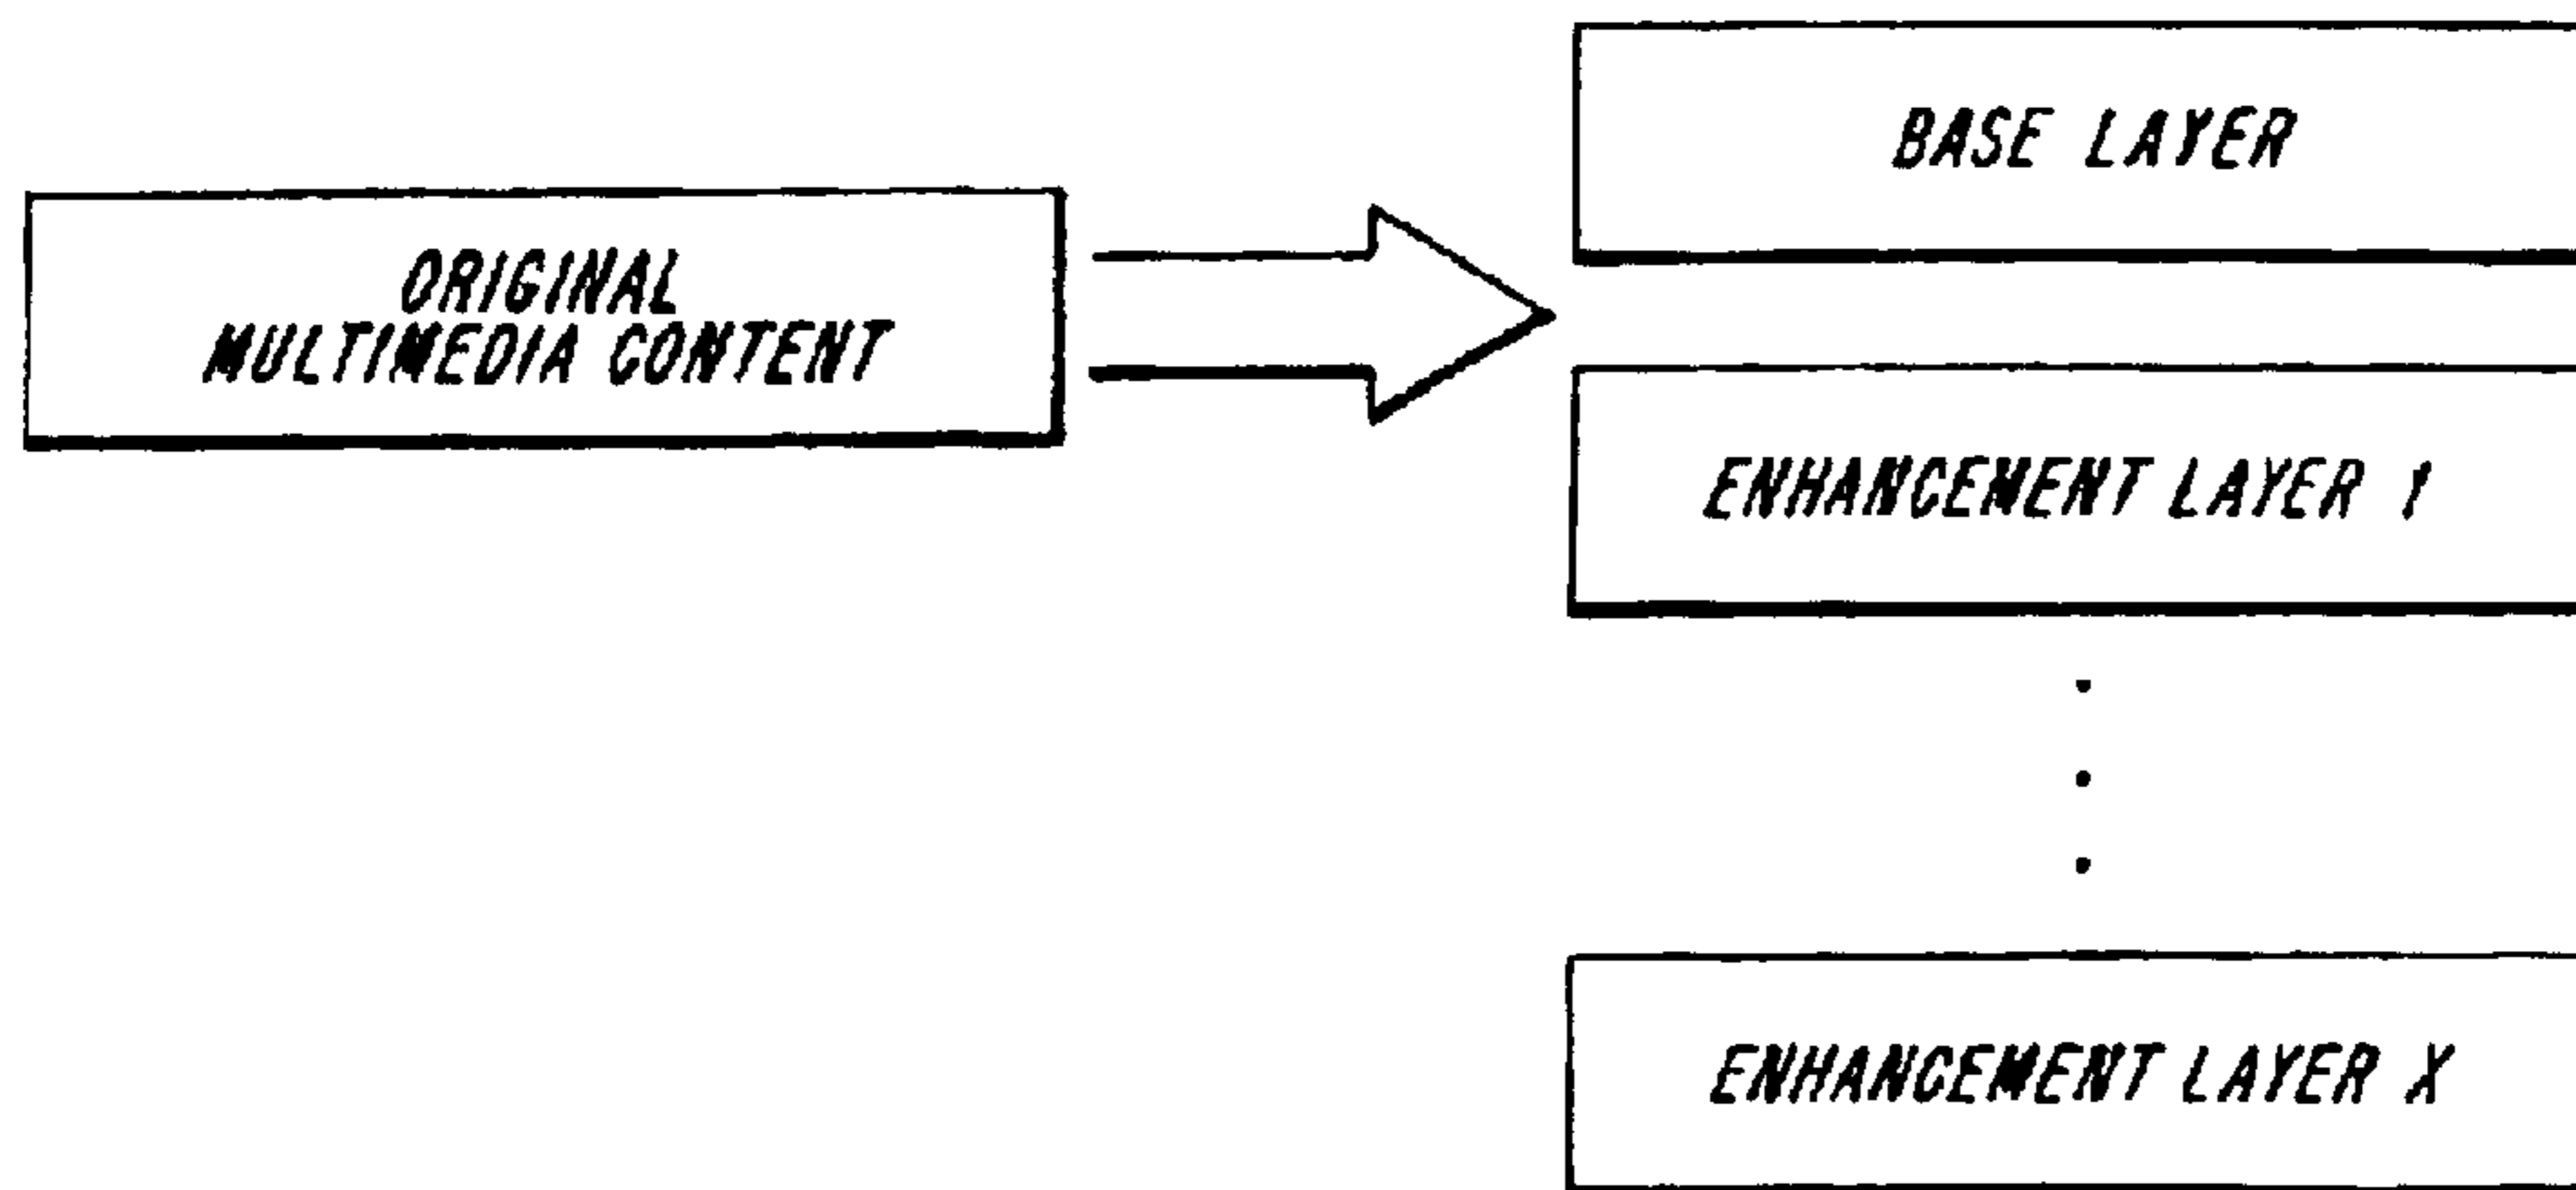 ORIGINAL
MULTIMEDIA CONTENT
BASE LAYER
ENHANCEMENT LAYER 1
ENHANCEMENT LAYER X